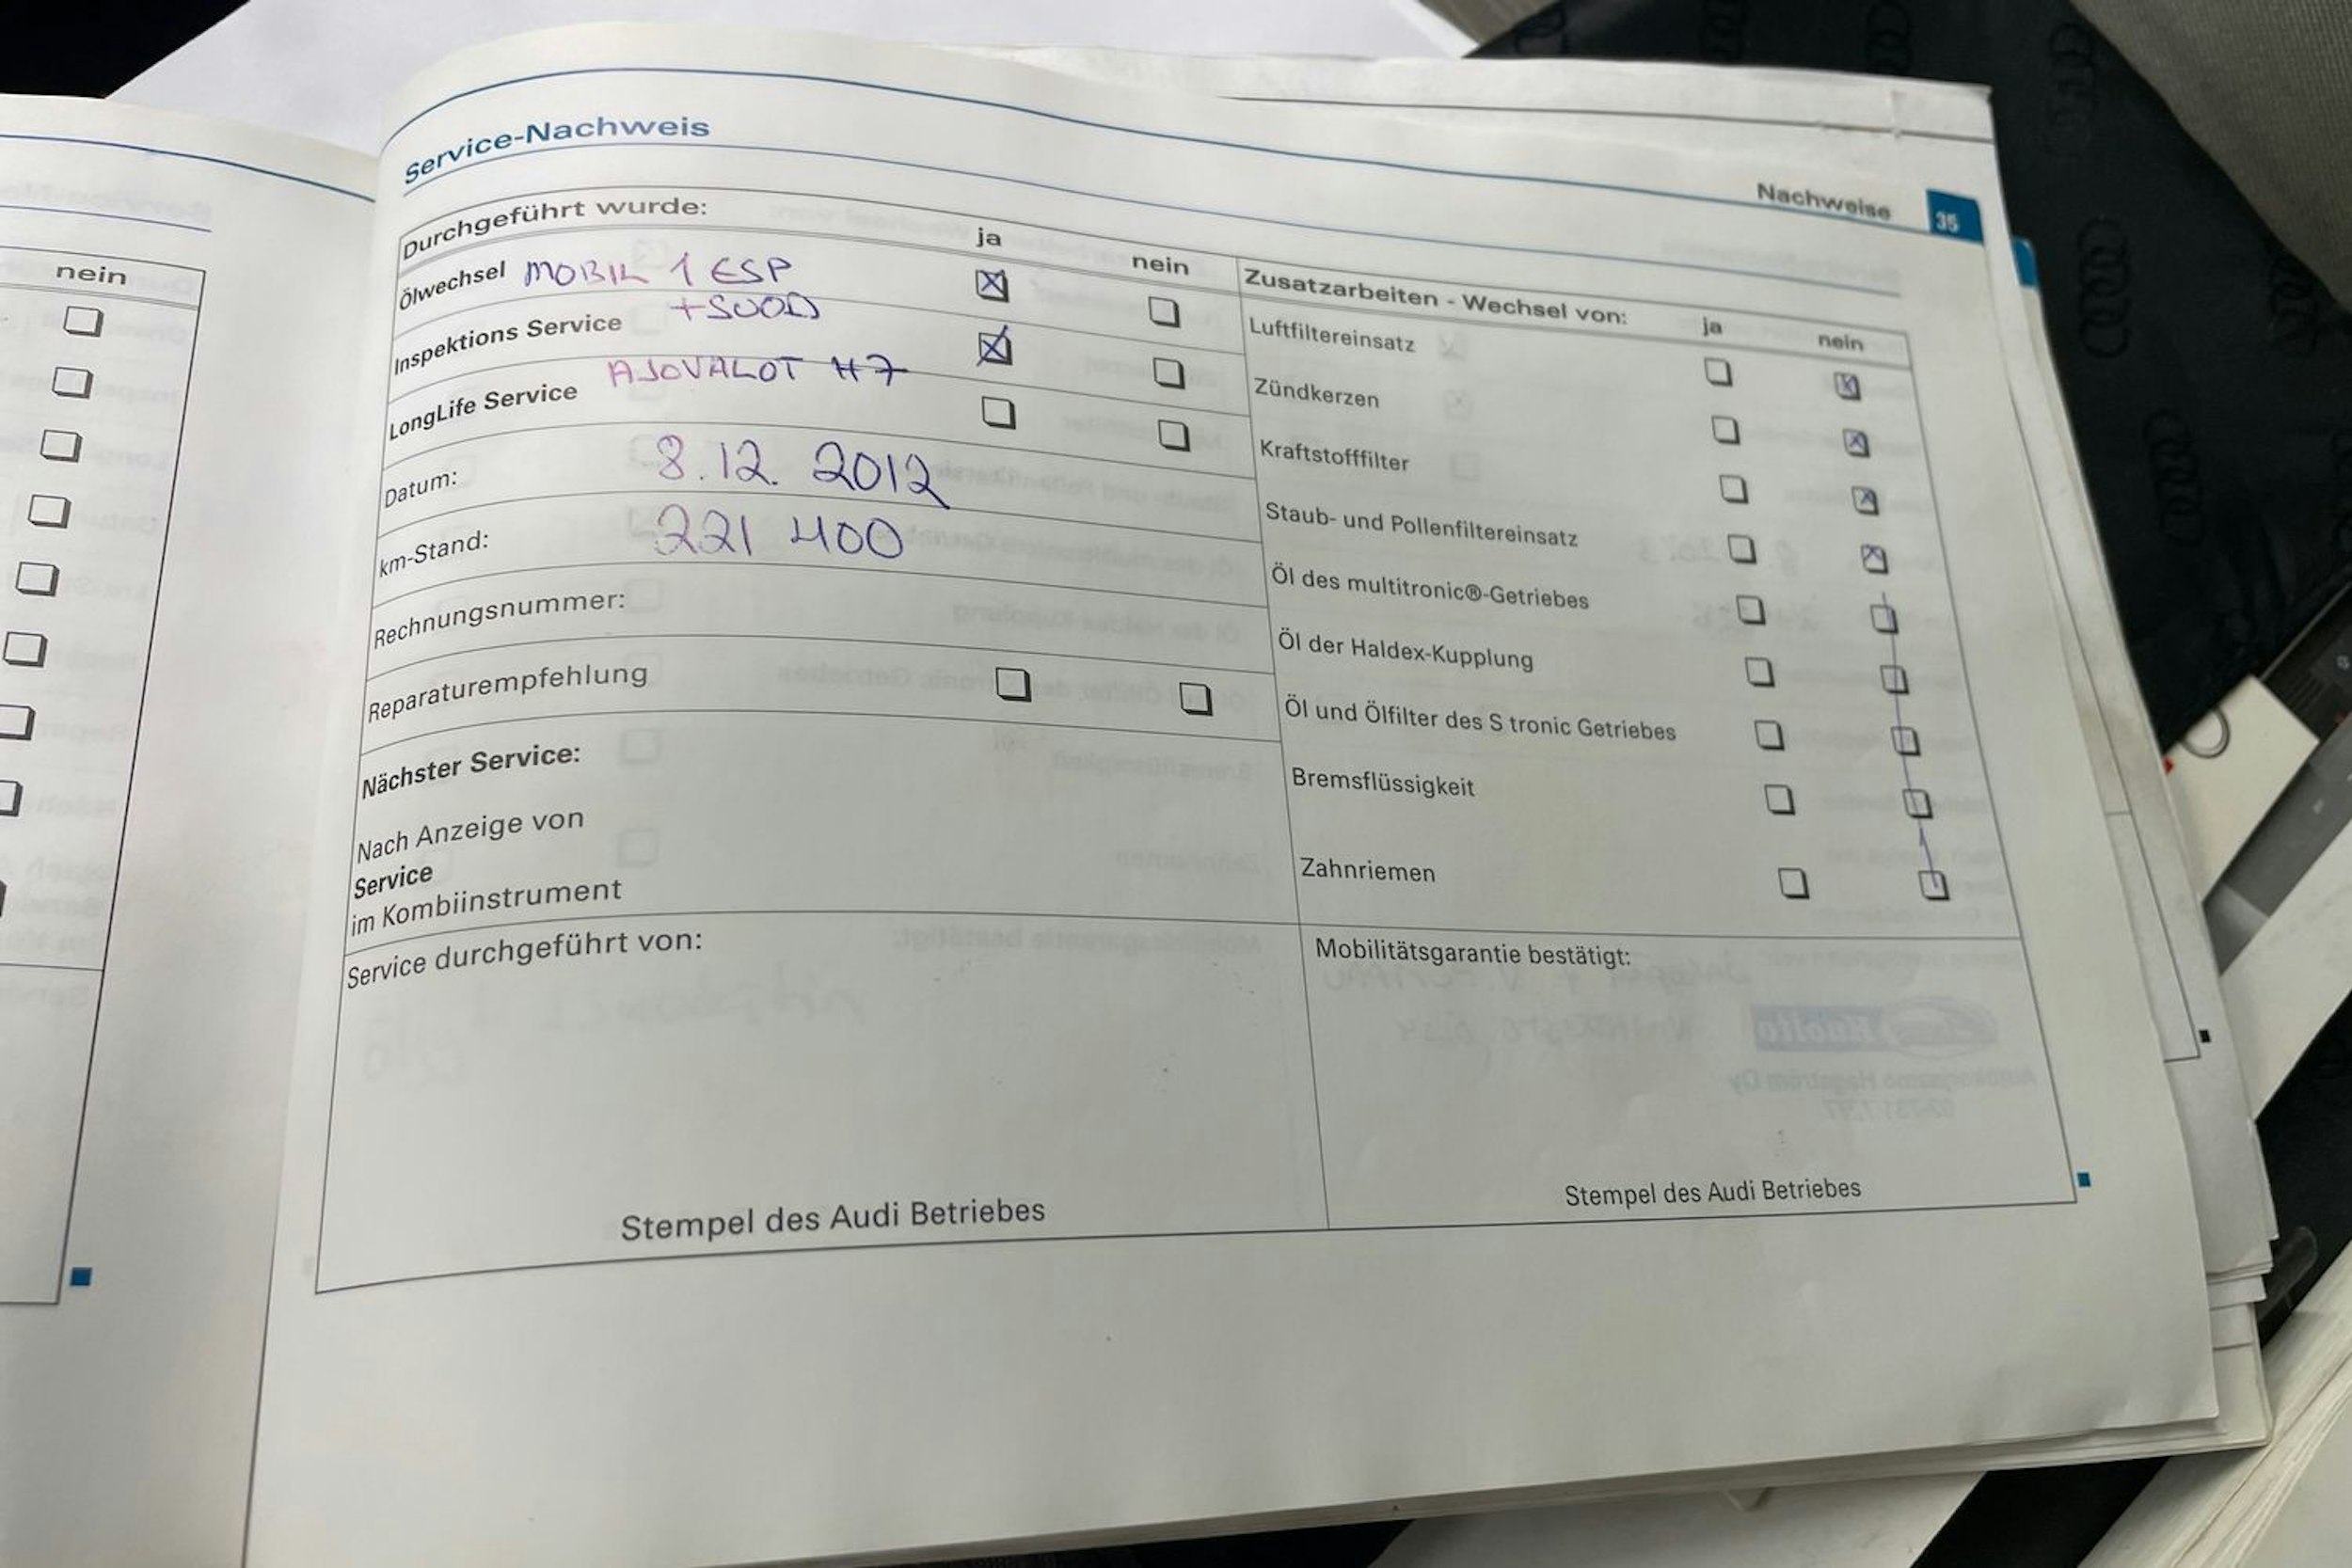 nein
Service-Nachweis
Nachweise 35
Durchgeführt wurde: ja nein
Ölwechsel MOBIL 1 ESP
+SUOD
Inspektions Service
AJOVALOT H7
LongLife Service
Datum: 8.12. 2012
km-Stand: 221 400
Rechnungsnummer:
Reparaturempfehlung
Nächster Service:
Nach Anzeige von
Service
im Kombiinstrument
Service durchgeführt von:
Stempel des Audi Betriebes
Zusatzarbeiten - Wechsel von: ja nein
Luftfiltereinsatz
Zündkerzen
Kraftstofffilter
Staub- und Pollenfiltereinsatz
Öl des multitronic®-Getriebes
Öl der Haldex-Kupplung
Öl und Ölfilter des S tronic Getriebes
Bremsflüssigkeit
Zahnriemen
Mobilitätsgarantie bestätigt:
Stempel des Audi Betriebes